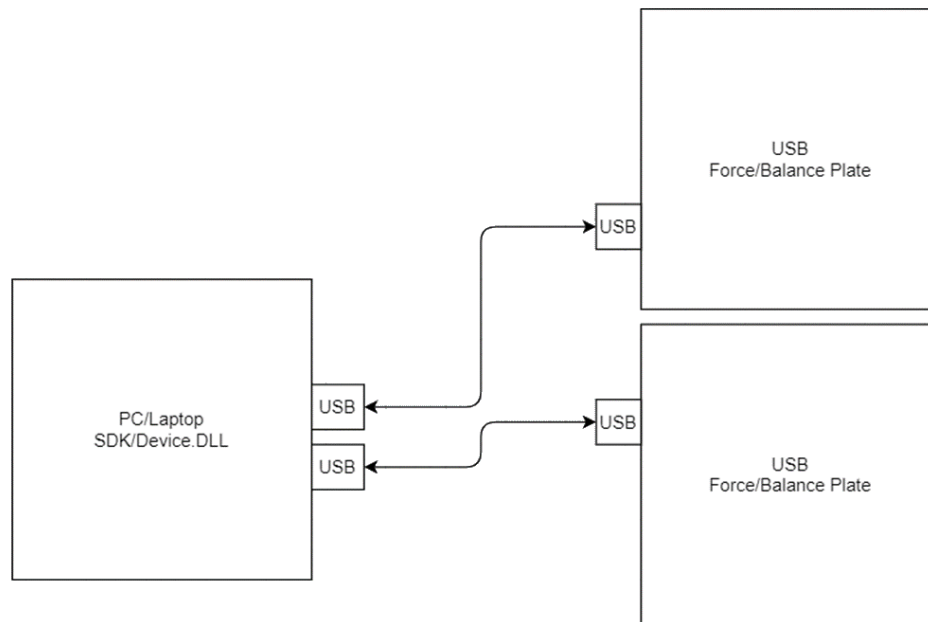 USB
Force/Balance Plate
USB
PC/Laptop
SDK/Device.DLL
USB
USB
USB
USB
Force/Balance Plate